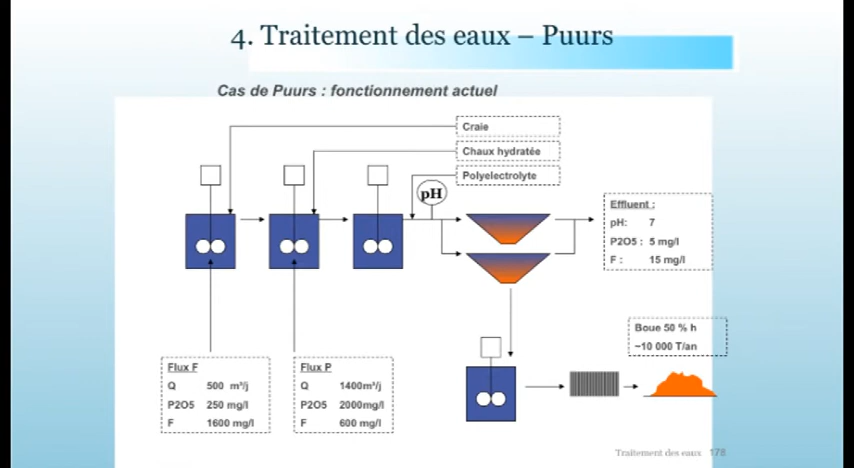 4. Traitement des eaux – Puurs
Cas de Puurs : fonctionnement actuel
Craie
Chaux hydratée
Polyelectrolyte
pH
Effluent :
pH: 7
P2O5 : 5 mg/l
F : 15 mg/l
Boue 50 % h
~10 000 T/an
Flux F
Q 500 m³/j
P2O5 250 mg/l
F 1600 mg/l
Flux P
Q 1400m³/j
P2O5 2000mg/l
F 600 mg/l
Traitement des eaux 178